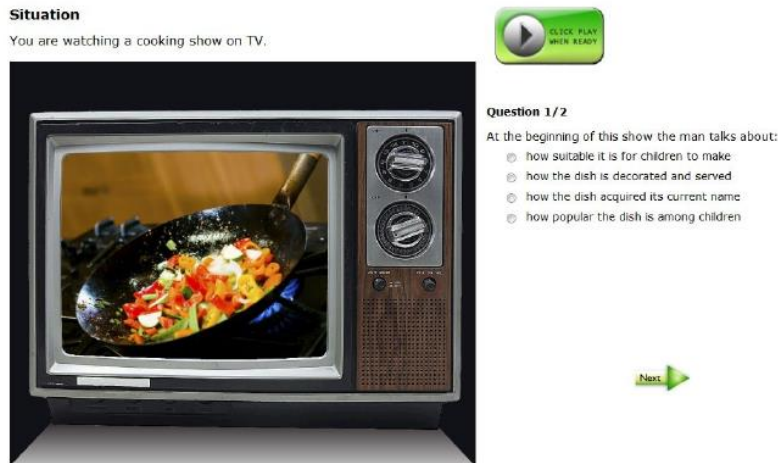 Situation
You are watching a cooking show on TV.
CLICK PLAY
WHEN READY
Question 1/2
At the beginning of this show the man talks about:
how suitable it is for children to make
how the dish is decorated and served
how the dish acquired its current name
how popular the dish is among children
Next